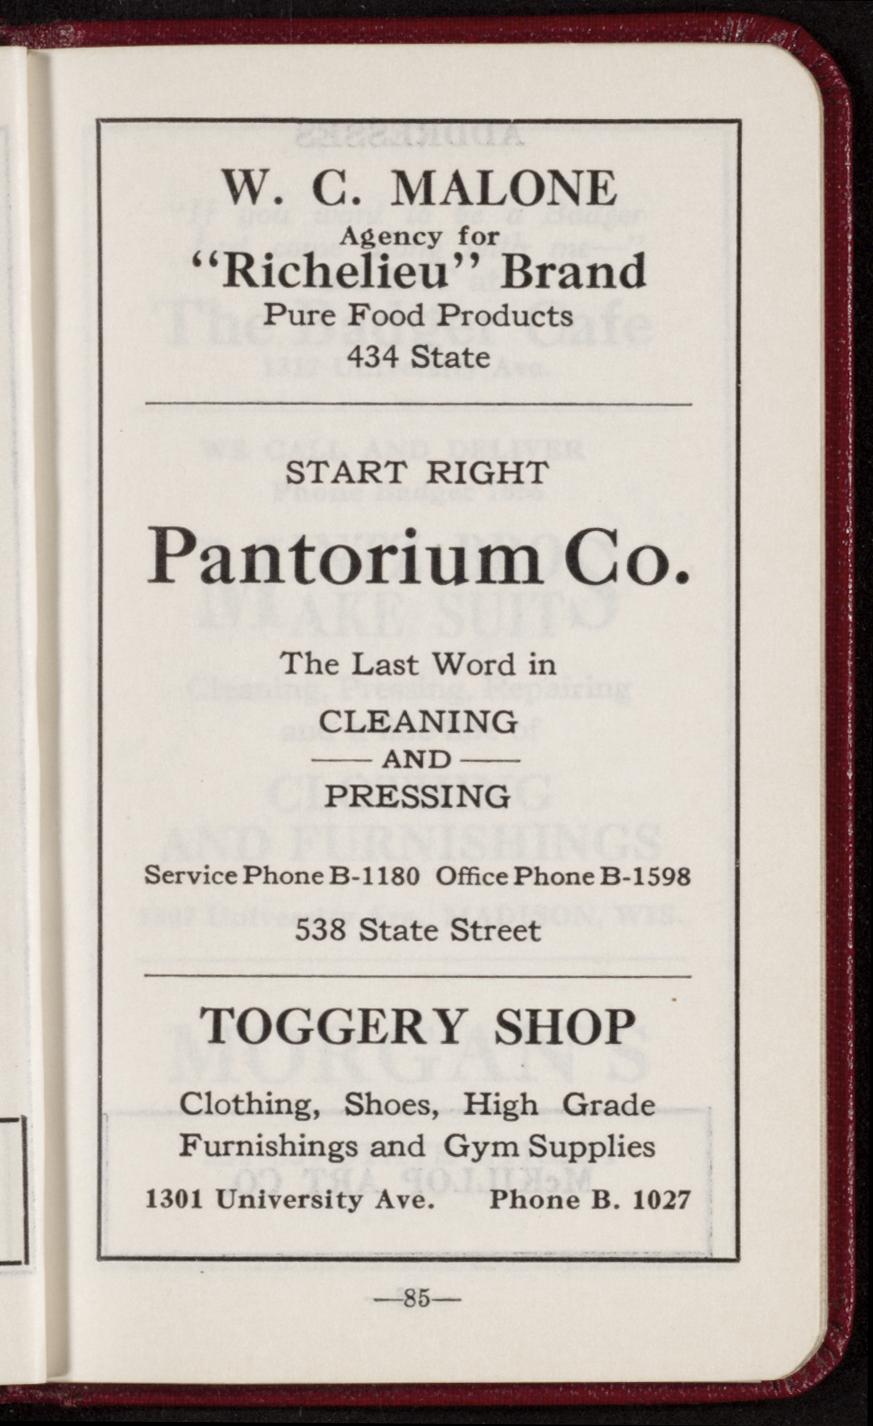 W. C. MALONE
Agency for
“Richelieu” Brand
Pure Food Products
434 State
START RIGHT
Pantorium Co.
The Last Word in
CLEANING
— AND —
PRESSING
Service Phone B-1180 Office Phone B-1598
538 State Street
TOGGERY SHOP
Clothing, Shoes, High Grade
Furnishings and Gym Supplies
1301 University Ave. Phone B. 1027
—85—